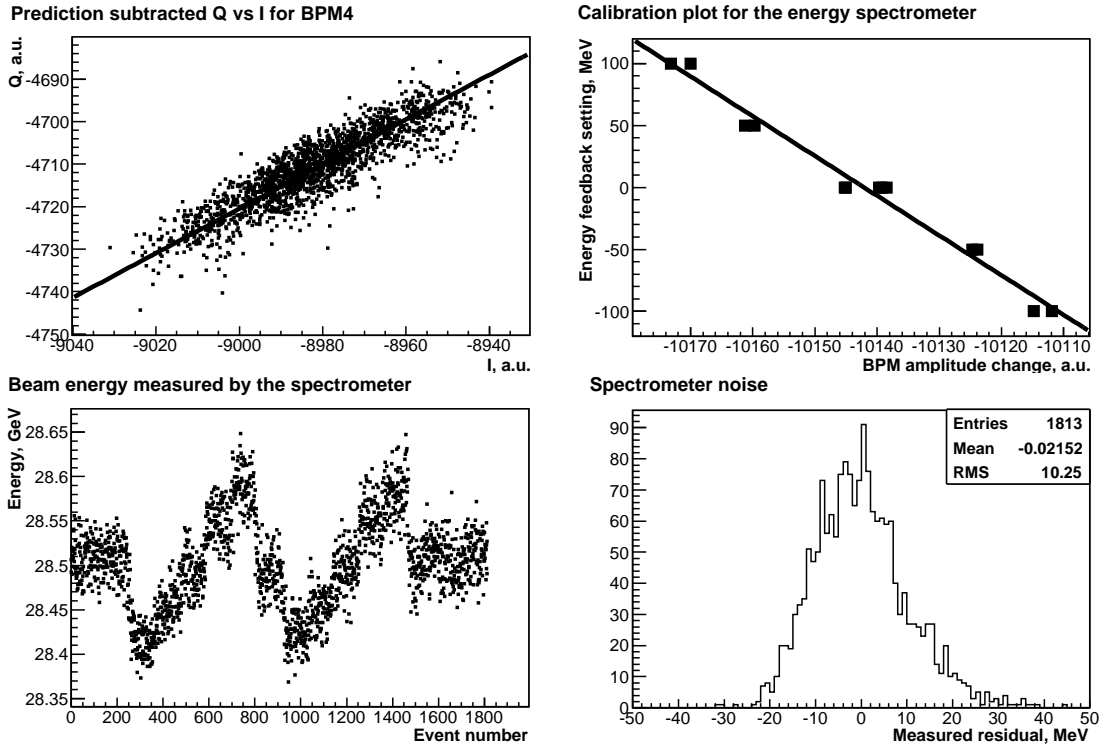 Prediction subtracted Q vs I for BPM4
Q, a.u.
-4690
-4700
-4710
-4720
-4730
-4740
-4750
-9040 -9020 -9000 -8980 -8960 -8940
I, a.u.
Calibration plot for the energy spectrometer
Energy feedback setting, MeV
100
50
0
-50
-100
-10170 -10160 -10150 -10140 -10130 -10120 -10110
BPM amplitude change, a.u.
Beam energy measured by the spectrometer
Energy, GeV
28.65
28.6
28.55
28.5
28.45
28.4
28.35
0 200 400 600 800 1000 1200 1400 1600 1800
Event number
Spectrometer noise
Entries 1813
Mean -0.02152
RMS 10.25
90
80
70
60
50
40
30
20
10
0
-50 -40 -30 -20 -10 0 10 20 30 40 50
Measured residual, MeV